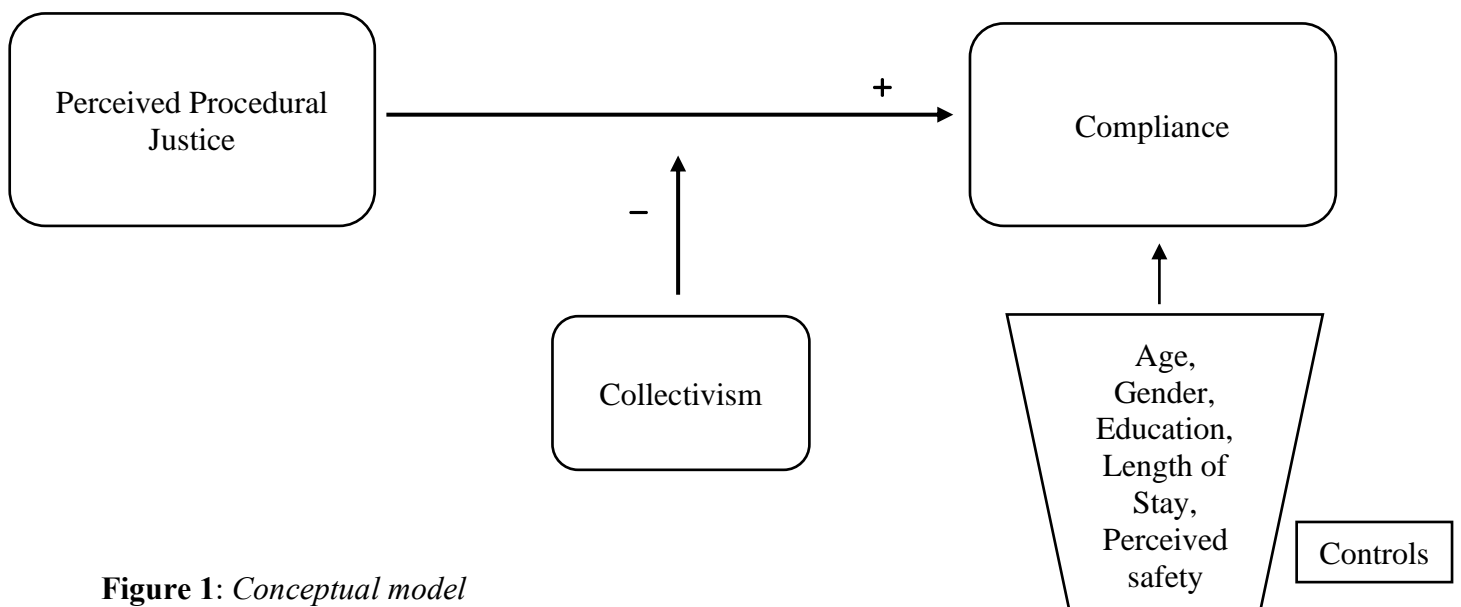 Perceived Procedural
Justice
+
Compliance
–
Collectivism
Age,
Gender,
Education,
Length of
Stay,
Perceived
safety
Controls
Figure 1: Conceptual model